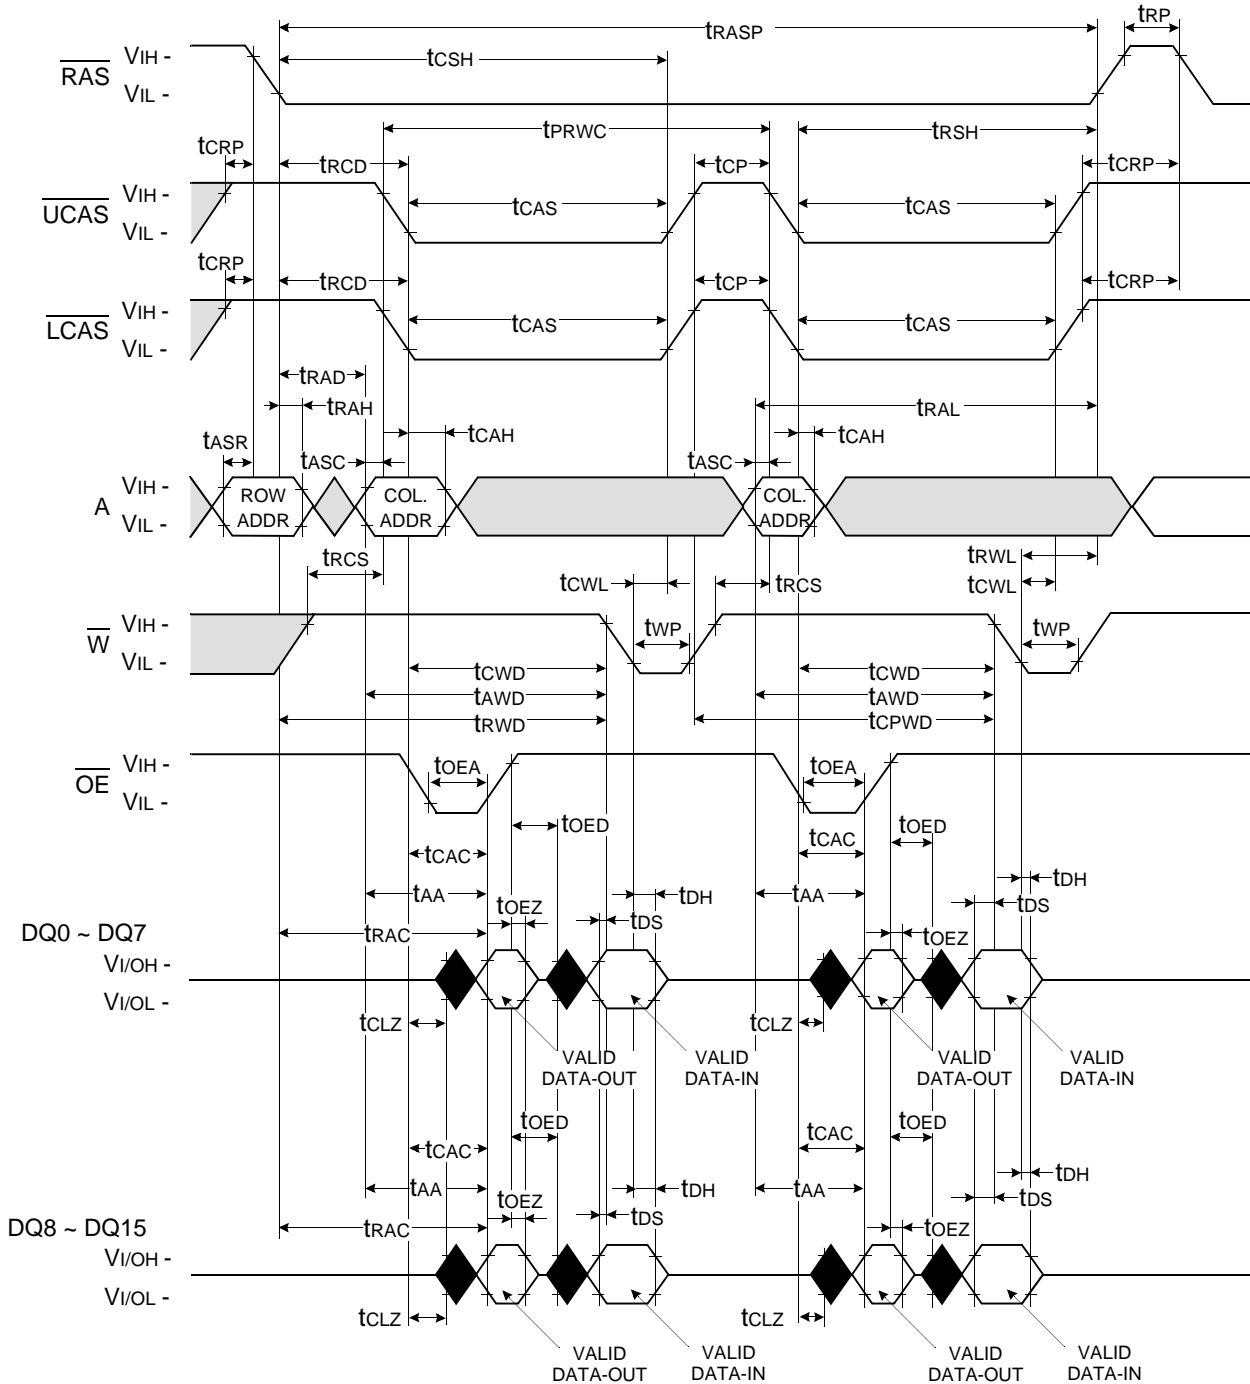 tRP
tRASP
tCSH
RAS VIH -
VIL -
tPRWC tRSH
tCRP tRCD tCP tCRP
UCAS VIH -
VIL -
tCAS tCAS
tCRP tRCD tCP tCRP
LCAS VIH -
VIL -
tCAS tCAS
tRAD
tRAH tRAL
tASR tCAH tCAH
tASC tASC
A VIH -
VIL -
ROW ADDR
COL. ADDR
COL. ADDR
tRCS tRWL
tCWL tRCS tCWL
W VIH -
VIL -
tWP tWP
tCWD tCWD
tAWD tAWD
tRWD tCPWD
OE VIH -
VIL -
tOEA tOEA
tOED tOED
tCAC tCAC
tAA tDH tAA tDH
tOEZ tDS tDS
tRAC tOEZ
DQ0 ~ DQ7
VI/OH -
VI/OL -
tCLZ tCLZ
VALID DATA-OUT
VALID DATA-IN
VALID DATA-OUT
VALID DATA-IN
tOED tOED
tCAC tCAC
tAA tDH tAA tDH
tOEZ tDS tDS
tRAC tOEZ
DQ8 ~ DQ15
VI/OH -
VI/OL -
tCLZ tCLZ
VALID DATA-OUT
VALID DATA-IN
VALID DATA-OUT
VALID DATA-IN